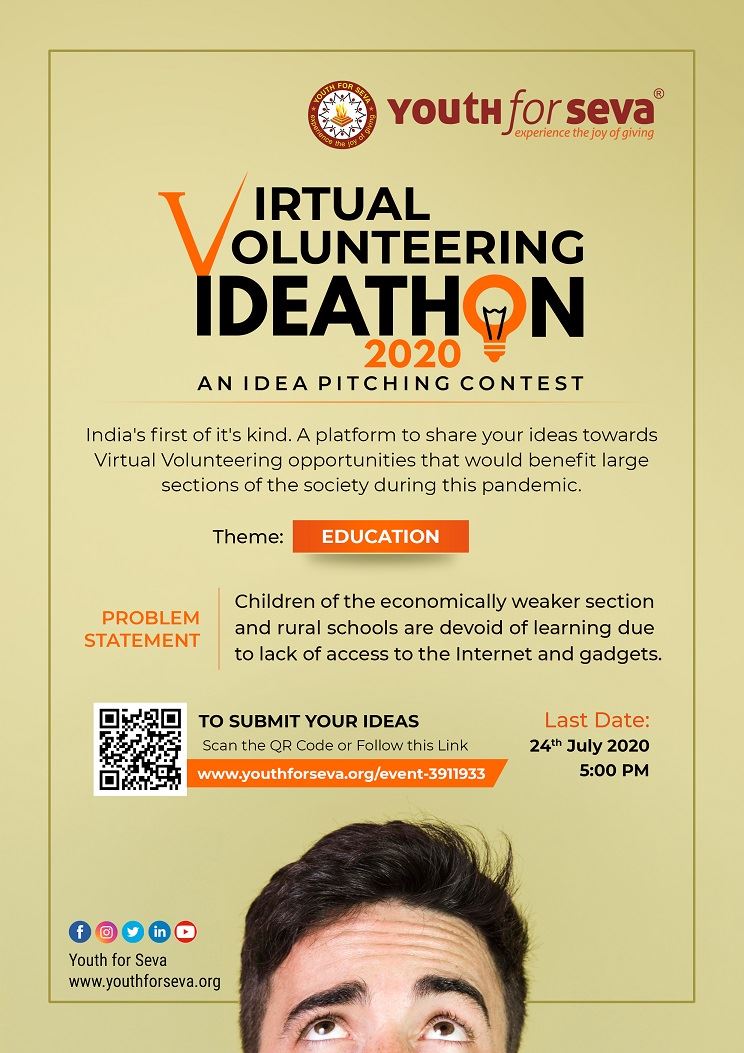 YOUTH FOR SEVA
experience the joy of giving
YOUTH for SEVA®
experience the joy of giving
VIRTUAL
VOLUNTEERING
IDEATHON
2020
AN IDEA PITCHING CONTEST
India's first of it's kind. A platform to share your ideas towards
Virtual Volunteering opportunities that would benefit large
sections of the society during this pandemic.
Theme: EDUCATION
PROBLEM
STATEMENT
Children of the economically weaker section
and rural schools are devoid of learning due
to lack of access to the Internet and gadgets.
TO SUBMIT YOUR IDEAS
Scan the QR Code or Follow this Link
www.youthforseva.org/event-3911933
Last Date:
24th July 2020
5:00 PM
Youth for Seva
www.youthforseva.org